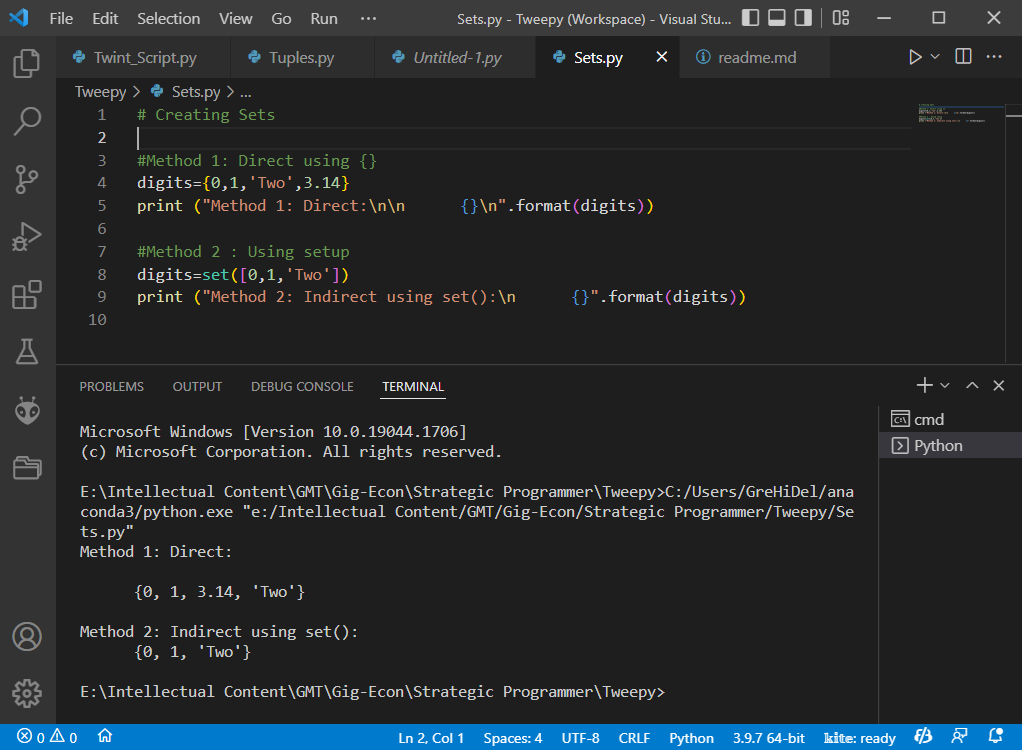 File Edit Selection View Go Run ··· Sets.py - Tweepy (Workspace) - Visual Stu...
Twint_Script.py Tuples.py Untitled-1.py Sets.py readme.md
Tweepy > Sets.py > ...
1 # Creating Sets
2
3 #Method 1: Direct using {}
4 digits={0,1,'Two',3.14}
5 print ("Method 1: Direct:\n\n      {}\n".format(digits))
6
7 #Method 2 : Using setup
8 digits=set([0,1,'Two'])
9 print ("Method 2: Indirect using set():\n      {}".format(digits))
10
PROBLEMS OUTPUT DEBUG CONSOLE TERMINAL
cmd
Python
Microsoft Windows [Version 10.0.19044.1706]
(c) Microsoft Corporation. All rights reserved.
E:\Intellectual Content\GMT\Gig-Econ\Strategic Programmer\Tweepy>C:/Users/GreHiDel/ana
conda3/python.exe "e:/Intellectual Content/GMT/Gig-Econ/Strategic Programmer/Tweepy/Se
ts.py"
Method 1: Direct:
{0, 1, 3.14, 'Two'}
Method 2: Indirect using set():
{0, 1, 'Two'}
E:\Intellectual Content\GMT\Gig-Econ\Strategic Programmer\Tweepy>
0 0 Ln 2, Col 1 Spaces: 4 UTF-8 CRLF Python 3.9.7 64-bit kite: ready